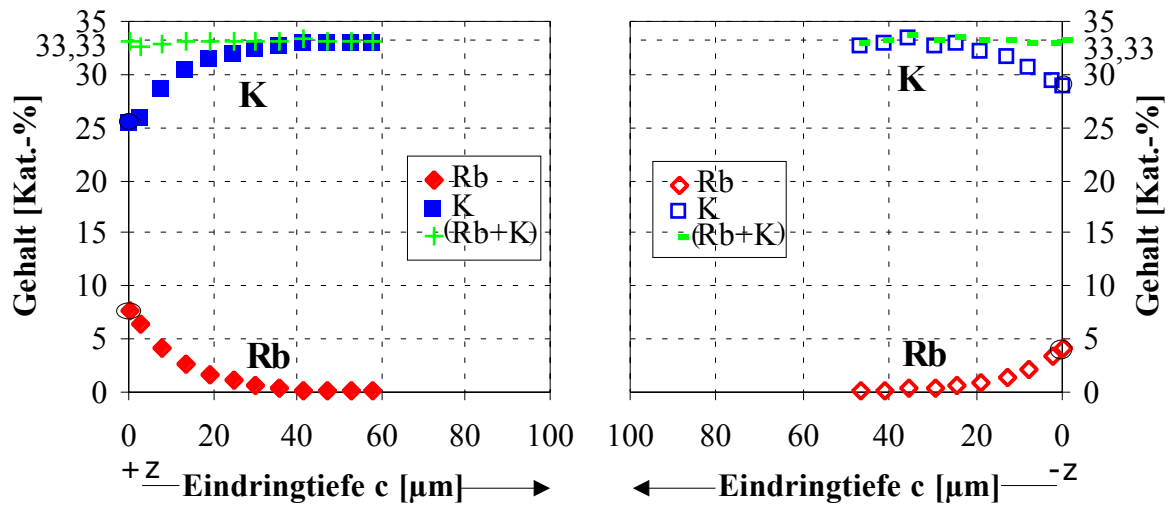 Gehalt [Kat.-%]
35
33,33
30
25
20
15
10
5
0
K
Rb
K
(Rb+K)
Rb
0 20 40 60 80 100
+z Eindringtiefe c [µm]
K
Rb
K
(Rb+K)
Rb
35
33,33
30
25
20
15
10
5
0
Gehalt [Kat.-%]
100 80 60 40 20 0
Eindringtiefe c [µm] -z